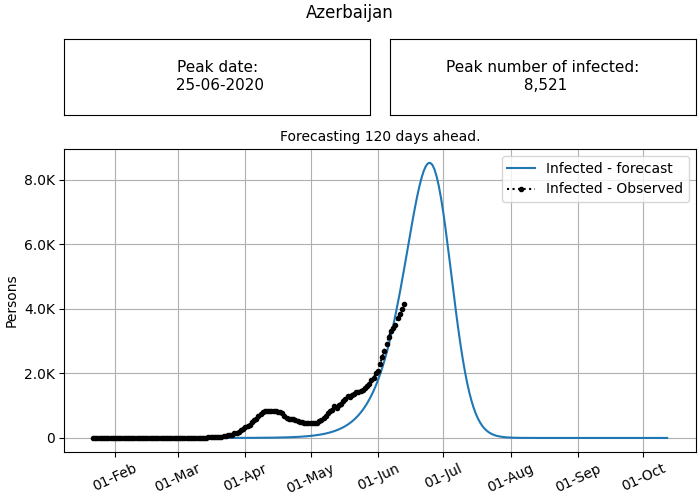 Azerbaijan
Peak date:
25-06-2020
Peak number of infected:
8,521
Forecasting 120 days ahead.
Infected - forecast
Infected - Observed
8.0K
6.0K
4.0K
2.0K
0
Persons
01-Feb
01-Mar
01-Apr
01-May
01-Jun
01-Jul
01-Aug
01-Sep
01-Oct